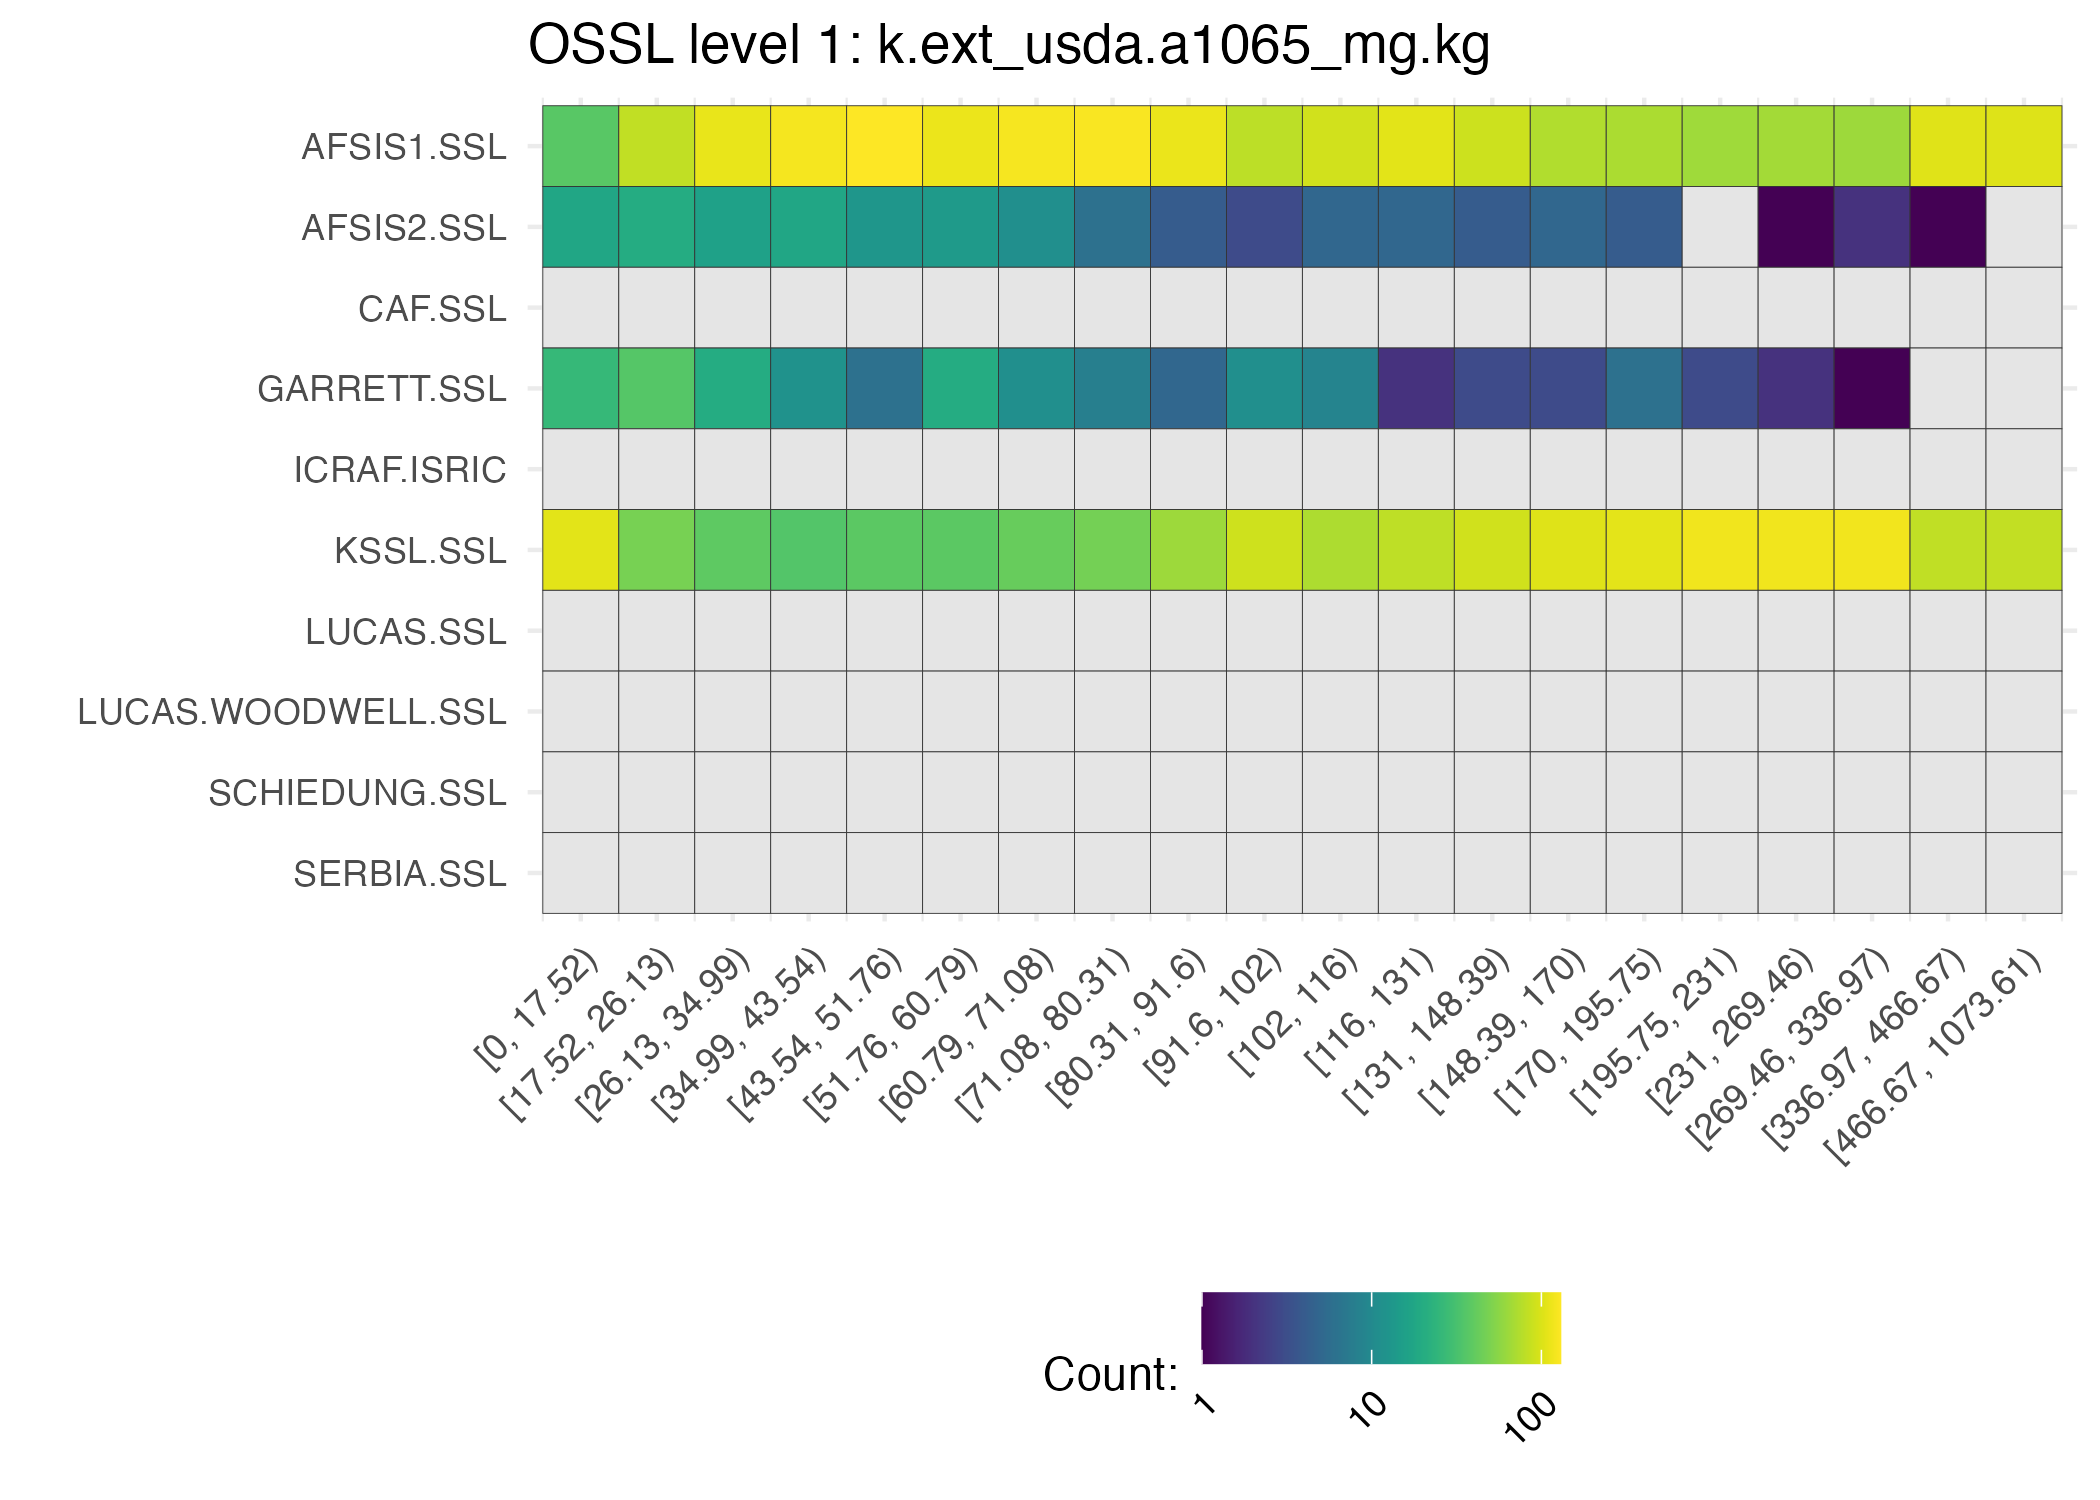 OSSL level 1: k.ext_usda.a1065_mg.kg
AFSIS1.SSL
AFSIS2.SSL
CAF.SSL
GARRETT.SSL
ICRAF.ISRIC
KSSL.SSL
LUCAS.SSL
LUCAS.WOODWELL.SSL
SCHIEDUNG.SSL
SERBIA.SSL
[0, 17.52)
[17.52, 26.13)
[26.13, 34.99)
[34.99, 43.54)
[43.54, 51.76)
[51.76, 60.79)
[60.79, 71.08)
[71.08, 80.31)
[80.31, 91.6)
[91.6, 102)
[102, 116)
[116, 131)
[131, 148.39)
[148.39, 170)
[170, 195.75)
[195.75, 231)
[231, 269.46)
[269.46, 336.97)
[336.97, 466.67)
[466.67, 1073.61)
Count:
1
10
100